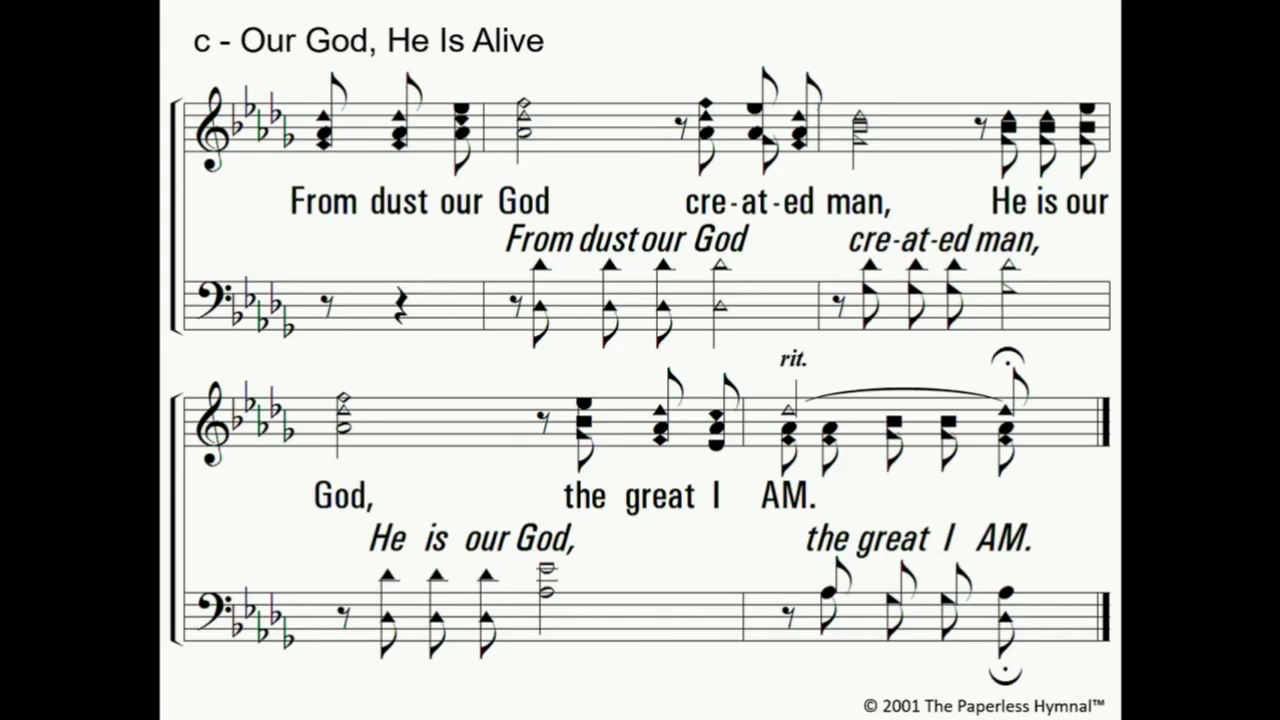 c - Our God, He Is Alive
From dust our God cre-at-ed man, He is our
From dust our God cre-at-ed man,
rit.
God, the great I AM.
He is our God, the great I AM.
© 2001 The Paperless Hymnal™